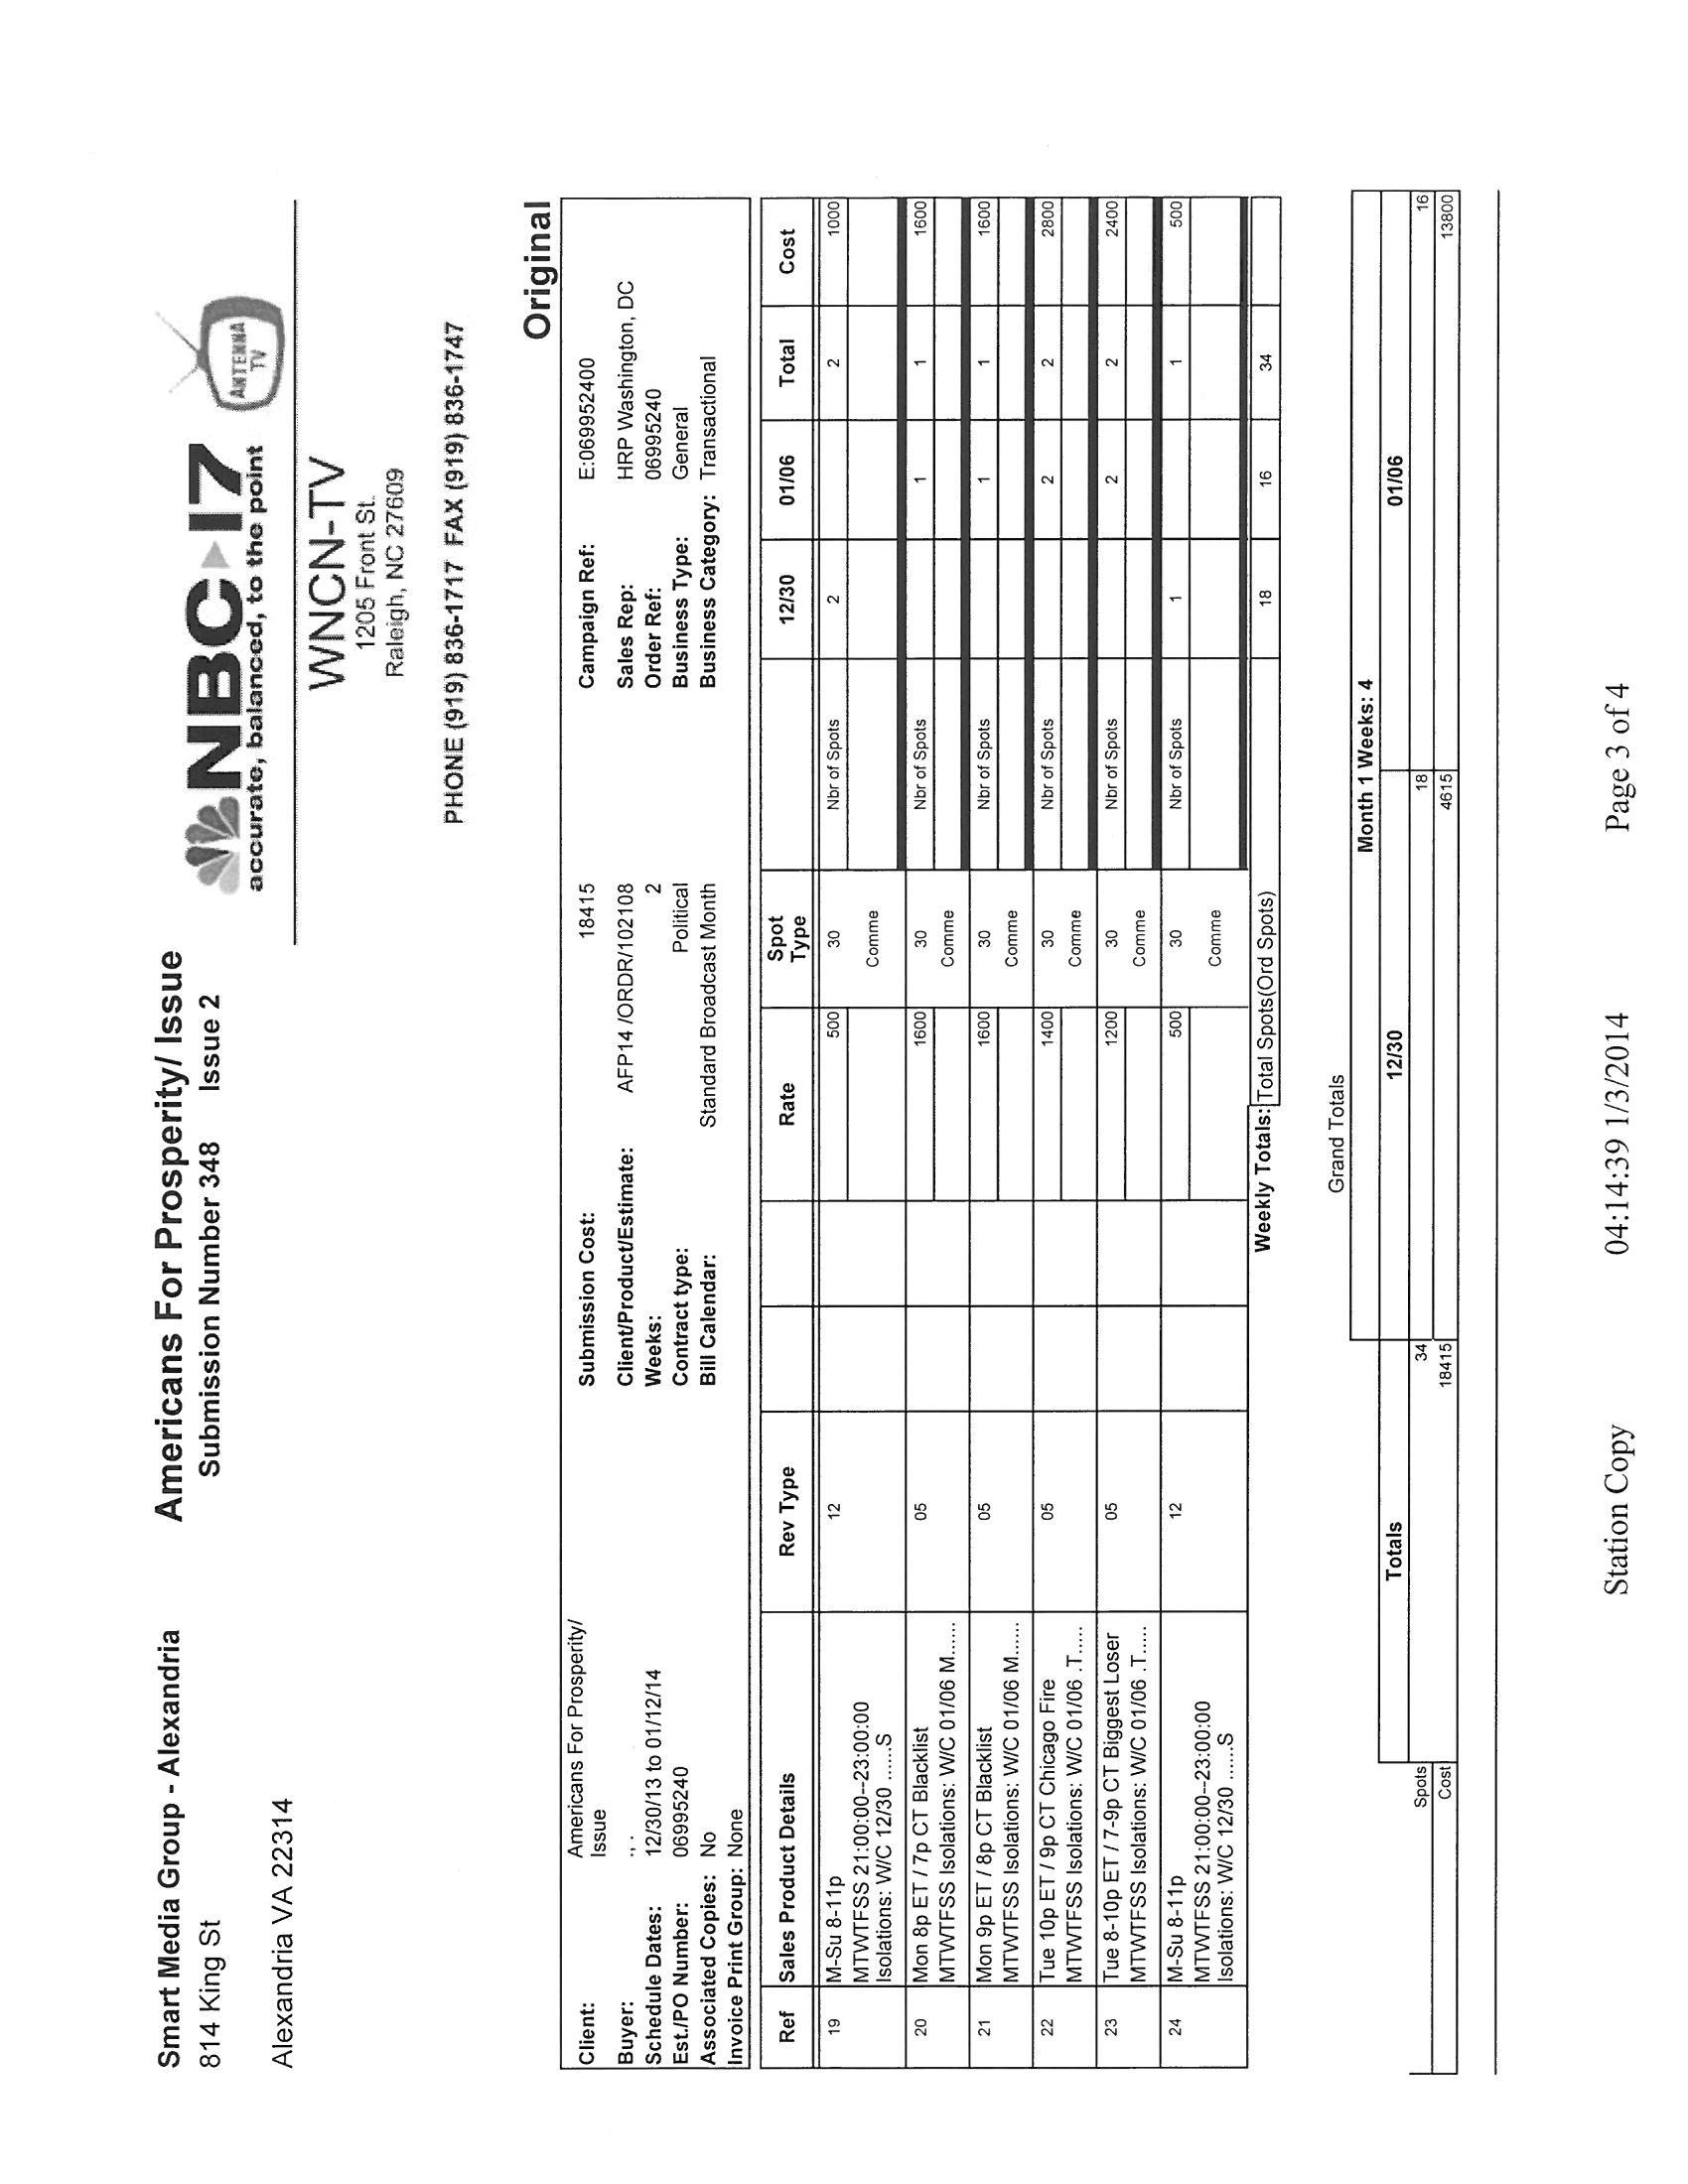 Smart Media Group - Alexandria
814 King St
Alexandria VA 22314
Americans For Prosperity/ Issue
Submission Number 348 Issue 2
NBC 17
accurate, balanced, to the point
ANTENNA TV
WNCN-TV
1205 Front St.
Raleigh, NC 27609
PHONE (919) 836-1717 FAX (919) 836-1747
Original
Client: Americans For Prosperity/ Issue Submission Cost: 18415 Campaign Ref: E:069952400
Buyer: ,. . Client/Product/Estimate: AFP14 /ORDR/102108 Sales Rep: HRP Washington, DC
Schedule Dates: 12/30/13 to 01/12/14 Weeks: 2 Order Ref: 06995240
Est./PO Number: 06995240 Contract type: Political Business Type: General
Associated Copies: No Bill Calendar: Standard Broadcast Month Business Category: Transactional
Invoice Print Group: None
Ref Sales Product Details Rev Type Rate Spot Type 12/30 01/06 Total Cost
19 M-Su 8-11p 12 500 30 Nbr of Spots 2 2 1000
MTWTFSS 21:00:00--23:00:00 Comme
Isolations: W/C 12/30 ......S
20 Mon 8p ET / 7p CT Blacklist 05 1600 30 Nbr of Spots 1 1 1600
MTWTFSS Isolations: W/C 01/06 M...... Comme
21 Mon 9p ET / 8p CT Blacklist 05 1600 30 Nbr of Spots 1 1 1600
MTWTFSS Isolations: W/C 01/06 M...... Comme
22 Tue 10p ET / 9p CT Chicago Fire 05 1400 30 Nbr of Spots 2 2 2800
MTWTFSS Isolations: W/C 01/06 .T..... Comme
23 Tue 8-10p ET / 7-9p CT Biggest Loser 05 1200 30 Nbr of Spots 2 2 2400
MTWTFSS Isolations: W/C 01/06 .T..... Comme
24 M-Su 8-11p 12 500 30 Nbr of Spots 1 1 500
MTWTFSS 21:00:00--23:00:00 Comme
Isolations: W/C 12/30 ......S
Weekly Totals: Total Spots(Ord Spots) 18 16 34
Grand Totals
Month 1 Weeks: 4
Totals 12/30 01/06
Spots 34 18 16
Cost 18415 4615 13800
Station Copy 04:14:39 1/3/2014 Page 3 of 4